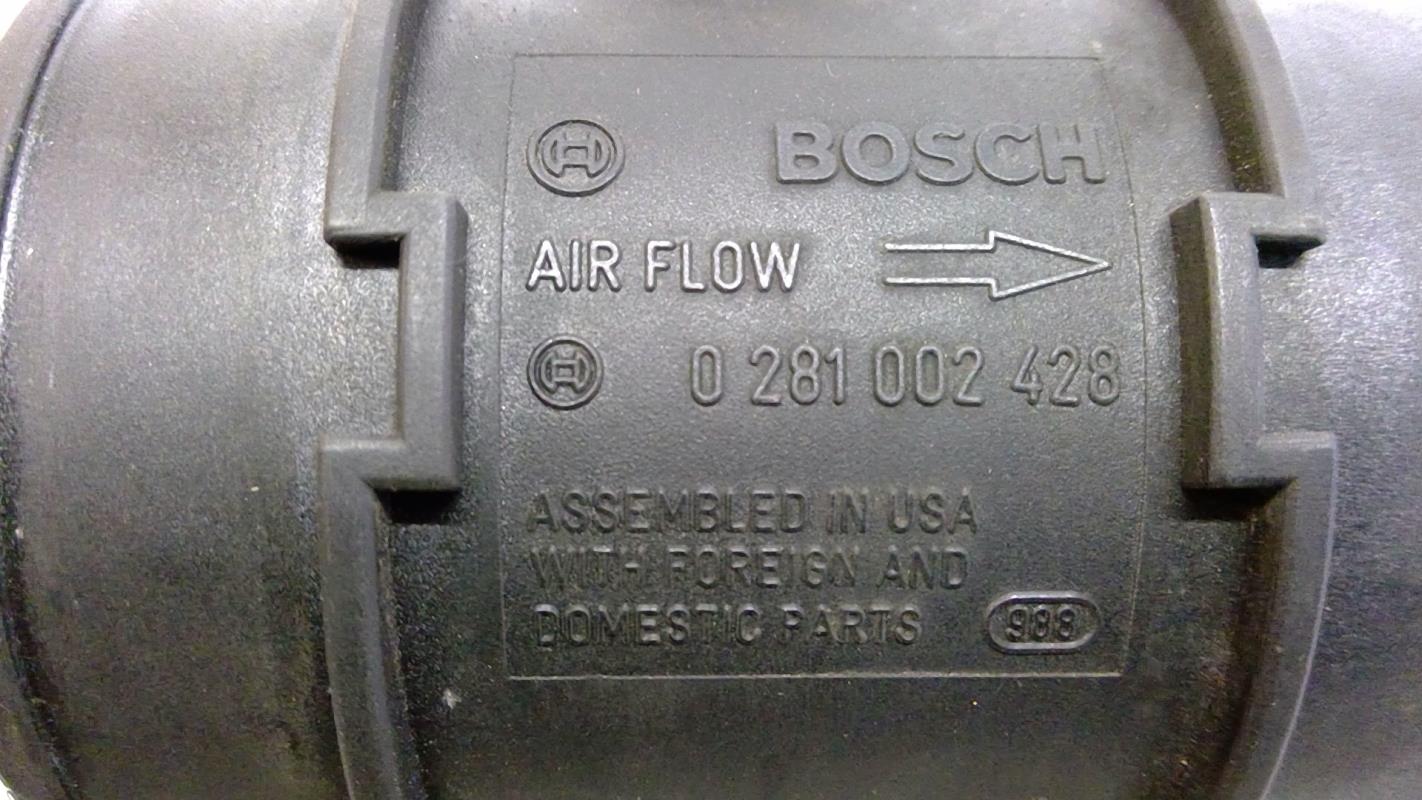 BOSCH
AIR FLOW
0 281 002 428
ASSEMBLED IN USA
WITH FOREIGN AND
DOMESTIC PARTS 988